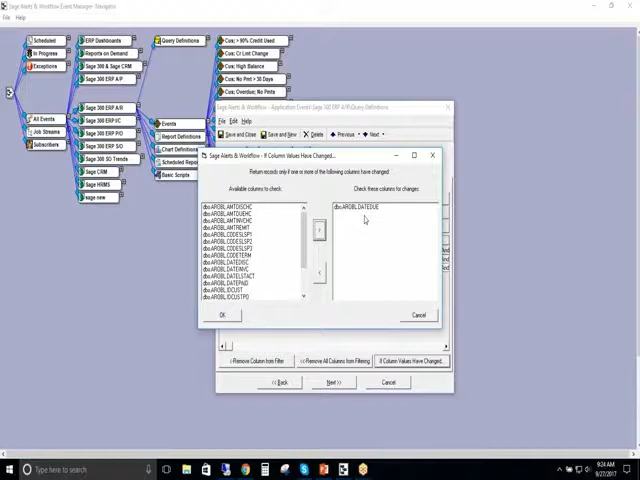 Sage Alerts & Workflow Event Manager - Navigator
File Help
Scheduled
In Progress
Exceptions
All Events
Job Streams
Subscribers
ERP Dashboards
Reports on Demand
Sage 300 & Sage CRM
Sage 300 ERP A/P
Sage 300 ERP A/R
Sage 300 ERP I/C
Sage 300 ERP P/O
Sage 300 ERP S/O
Sage 300 SO Trends
Sage CRM
Sage HRMS
sage new
Query Definitions
Events
Report Definitions
Chart Definitions
Scheduled Report
Basic Scripts
Cus; > 90% Credit Used
Cus; Cr Lmt Change
Cus; High Balance
Cus; No Pmt > 30 Days
Cus; Overdue; No Pmts
Sage Alerts & Workflow - Application Events\Sage 300 ERP A/R\Query Definitions
File Edit Help
Save and Close Save and New Delete Previous Next
Sage Alerts & Workflow - If Column Values Have Changed...
Return records only if one or more of the following columns have changed:
Available columns to check:
Check these columns for changes:
dbo.AROBL.AMTDISCHC
dbo.AROBL.AMTDUEHC
dbo.AROBL.AMTINVCHC
dbo.AROBL.AMTREMIT
dbo.AROBL.CODESLSP1
dbo.AROBL.CODESLSP2
dbo.AROBL.CODESLSP3
dbo.AROBL.CODETERM
dbo.AROBL.DATEDISC
dbo.AROBL.DATEINVC
dbo.AROBL.DATELSTACT
dbo.AROBL.DATEPAID
dbo.AROBL.IDCUST
dbo.AROBL.IDCUSTPO
>
<
dbo.AROBL.DATEDUE
OK
Cancel
And
And
<-Remove Column from Filter
<<-Remove All Columns from Filtering
If Column Values Have Changed...
<< Back
Next >>
Cancel
Type here to search
9:24 AM
9/27/2017